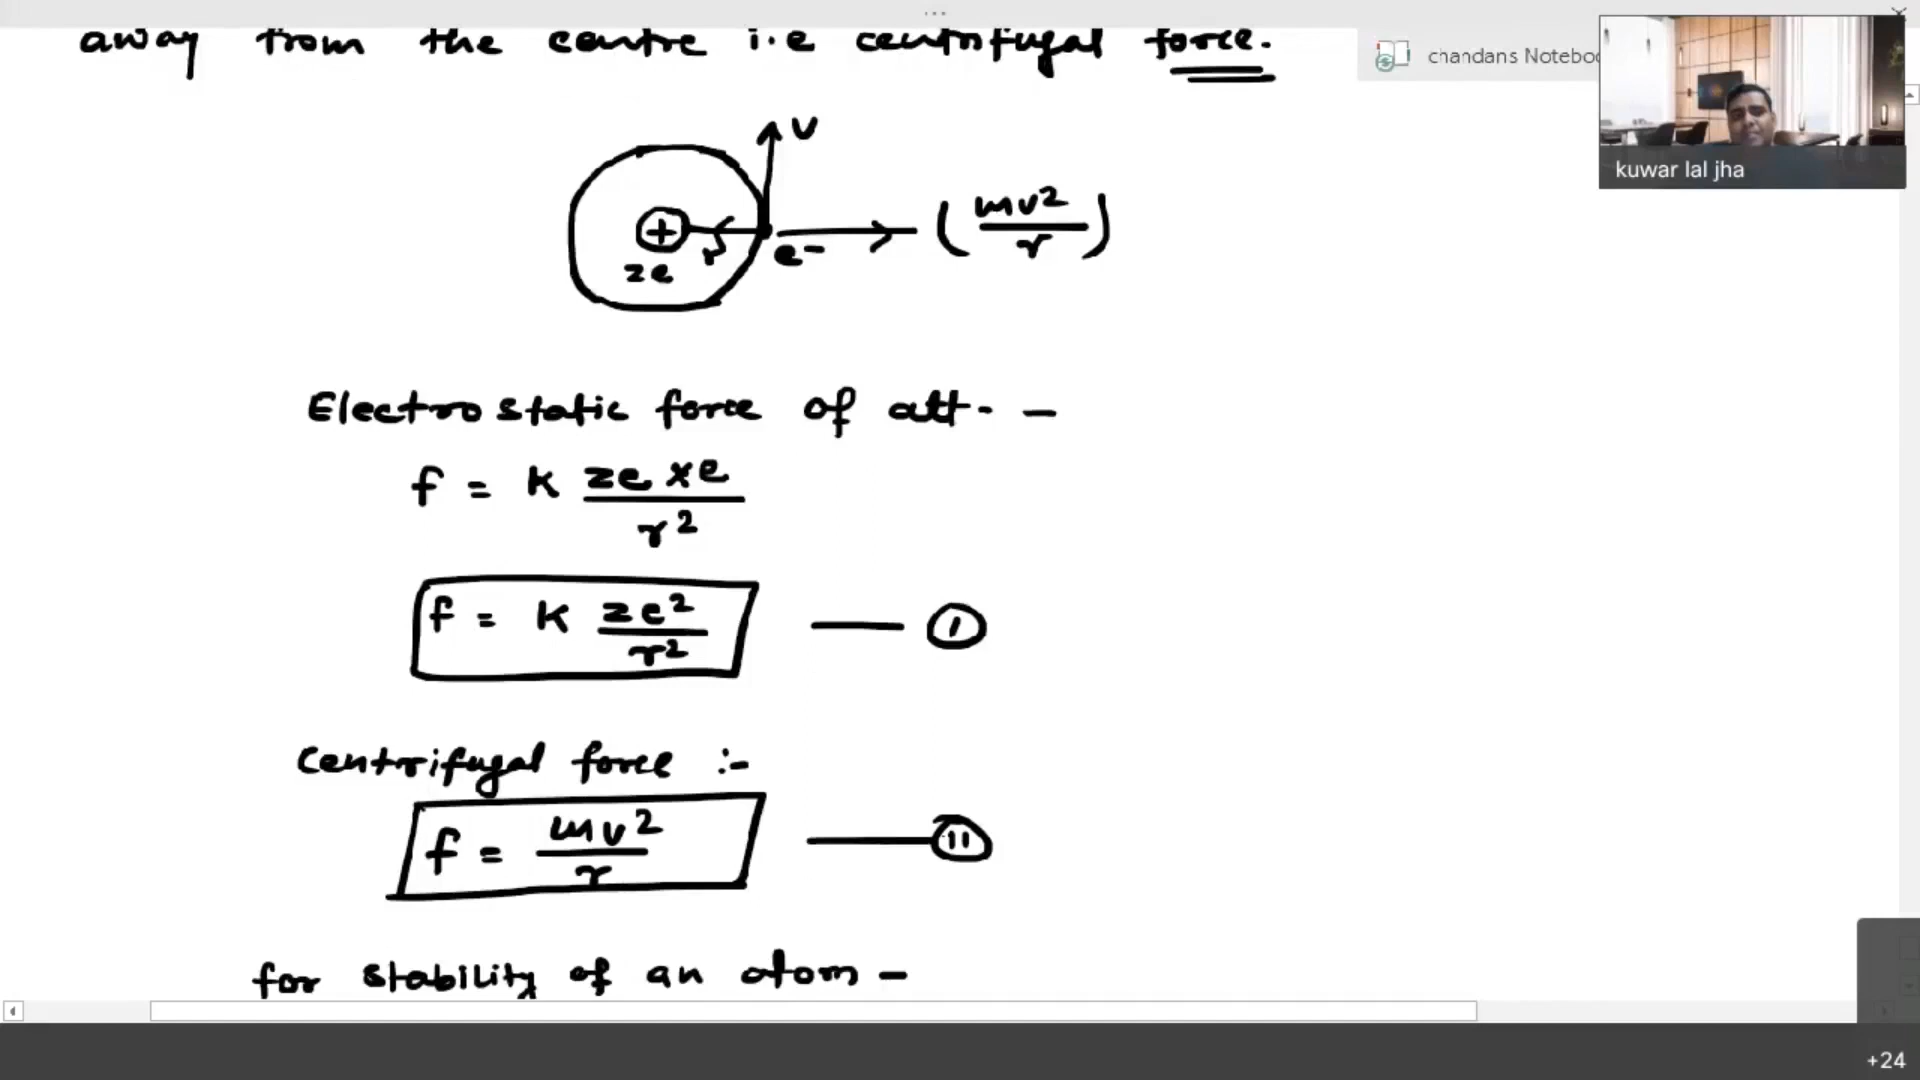 away from the centre i.e centrifugal force.
chandans Noteboo
kuwar lal jha
v
(mv²/r)
+
r
e-
ze
Electrostatic force of att. -
f = k ze×e/r²
f = k ze²/r² — I
Centrifugal force :-
f = mv²/r — II
for stability of an atom -
+24